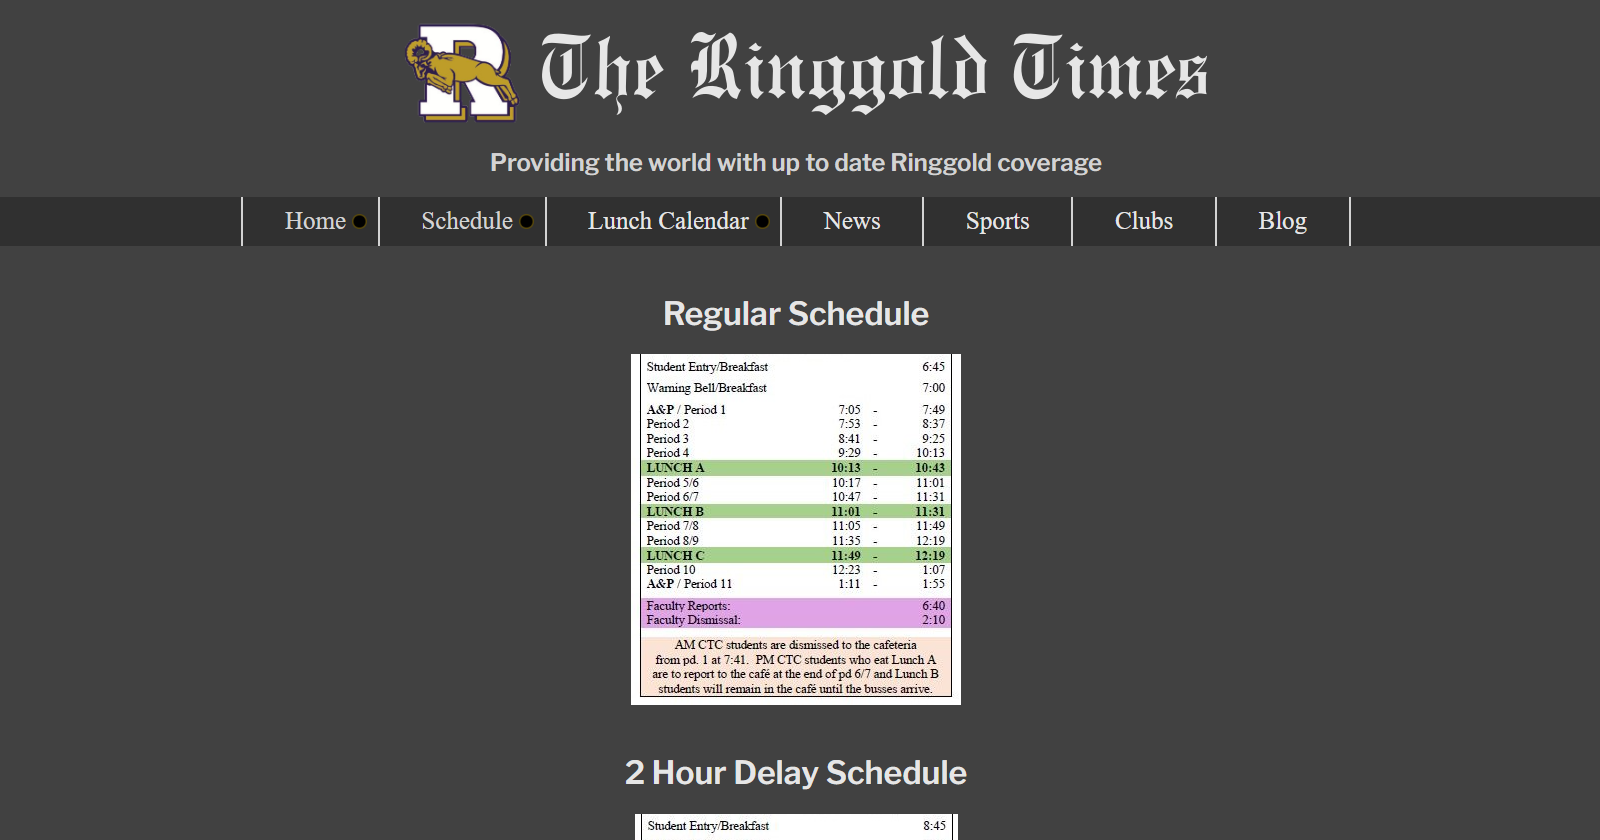 R The Ringgold Times
Providing the world with up to date Ringgold coverage
Home Schedule Lunch Calendar News Sports Clubs Blog
Regular Schedule
Student Entry/Breakfast 6:45
Warning Bell/Breakfast 7:00
A&P / Period 1 7:05 - 7:49
Period 2 7:53 - 8:37
Period 3 8:41 - 9:25
Period 4 9:29 - 10:13
LUNCH A 10:13 - 10:43
Period 5/6 10:17 - 11:01
Period 6/7 10:47 - 11:31
LUNCH B 11:01 - 11:31
Period 7/8 11:05 - 11:49
Period 8/9 11:35 - 12:19
LUNCH C 11:49 - 12:19
Period 10 12:23 - 1:07
A&P / Period 11 1:11 - 1:55
Faculty Reports: 6:40
Faculty Dismissal: 2:10
AM CTC students are dismissed to the cafeteria
from pd. 1 at 7:41. PM CTC students who eat Lunch A
are to report to the café at the end of pd 6/7 and Lunch B
students will remain in the café until the busses arrive.
2 Hour Delay Schedule
Student Entry/Breakfast 8:45